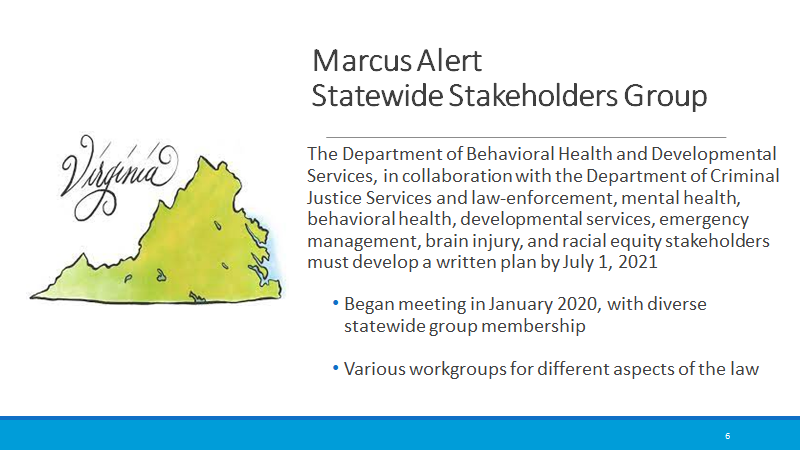 Marcus Alert
Statewide Stakeholders Group
Virginia
The Department of Behavioral Health and Developmental
Services, in collaboration with the Department of Criminal
Justice Services and law-enforcement, mental health,
behavioral health, developmental services, emergency
management, brain injury, and racial equity stakeholders
must develop a written plan by July 1, 2021
• Began meeting in January 2020, with diverse
statewide group membership
• Various workgroups for different aspects of the law
6